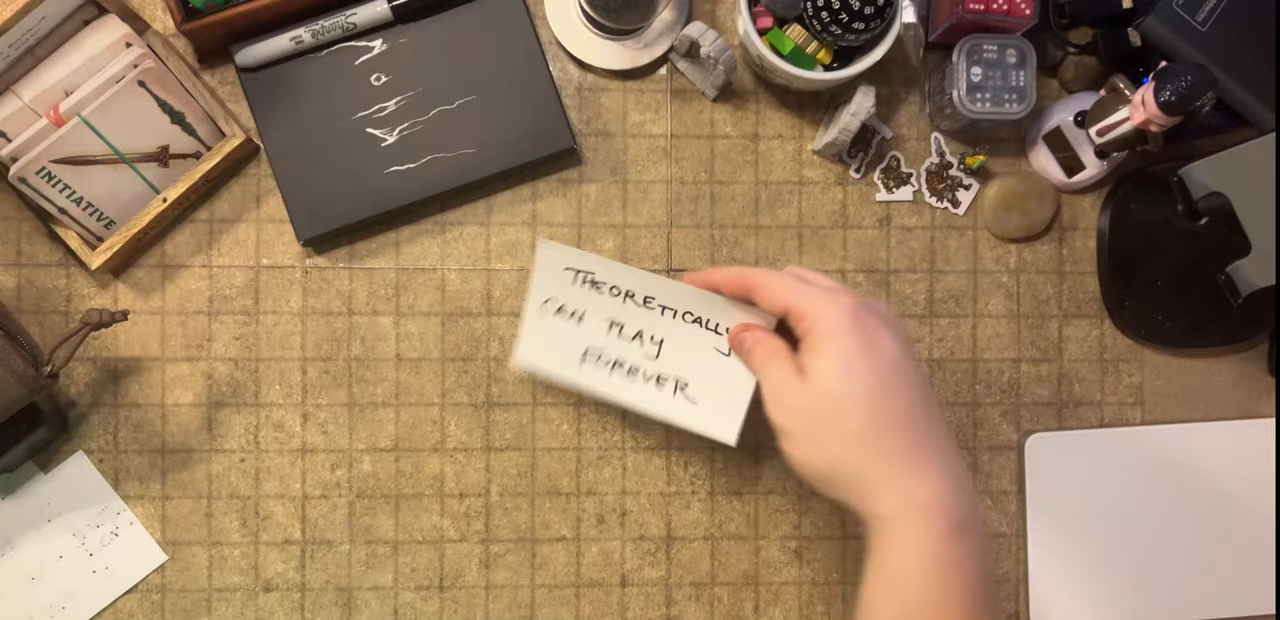 THEORETICALLY
CAN PLAY
FOREVER
INITIATIVE
Sharpie